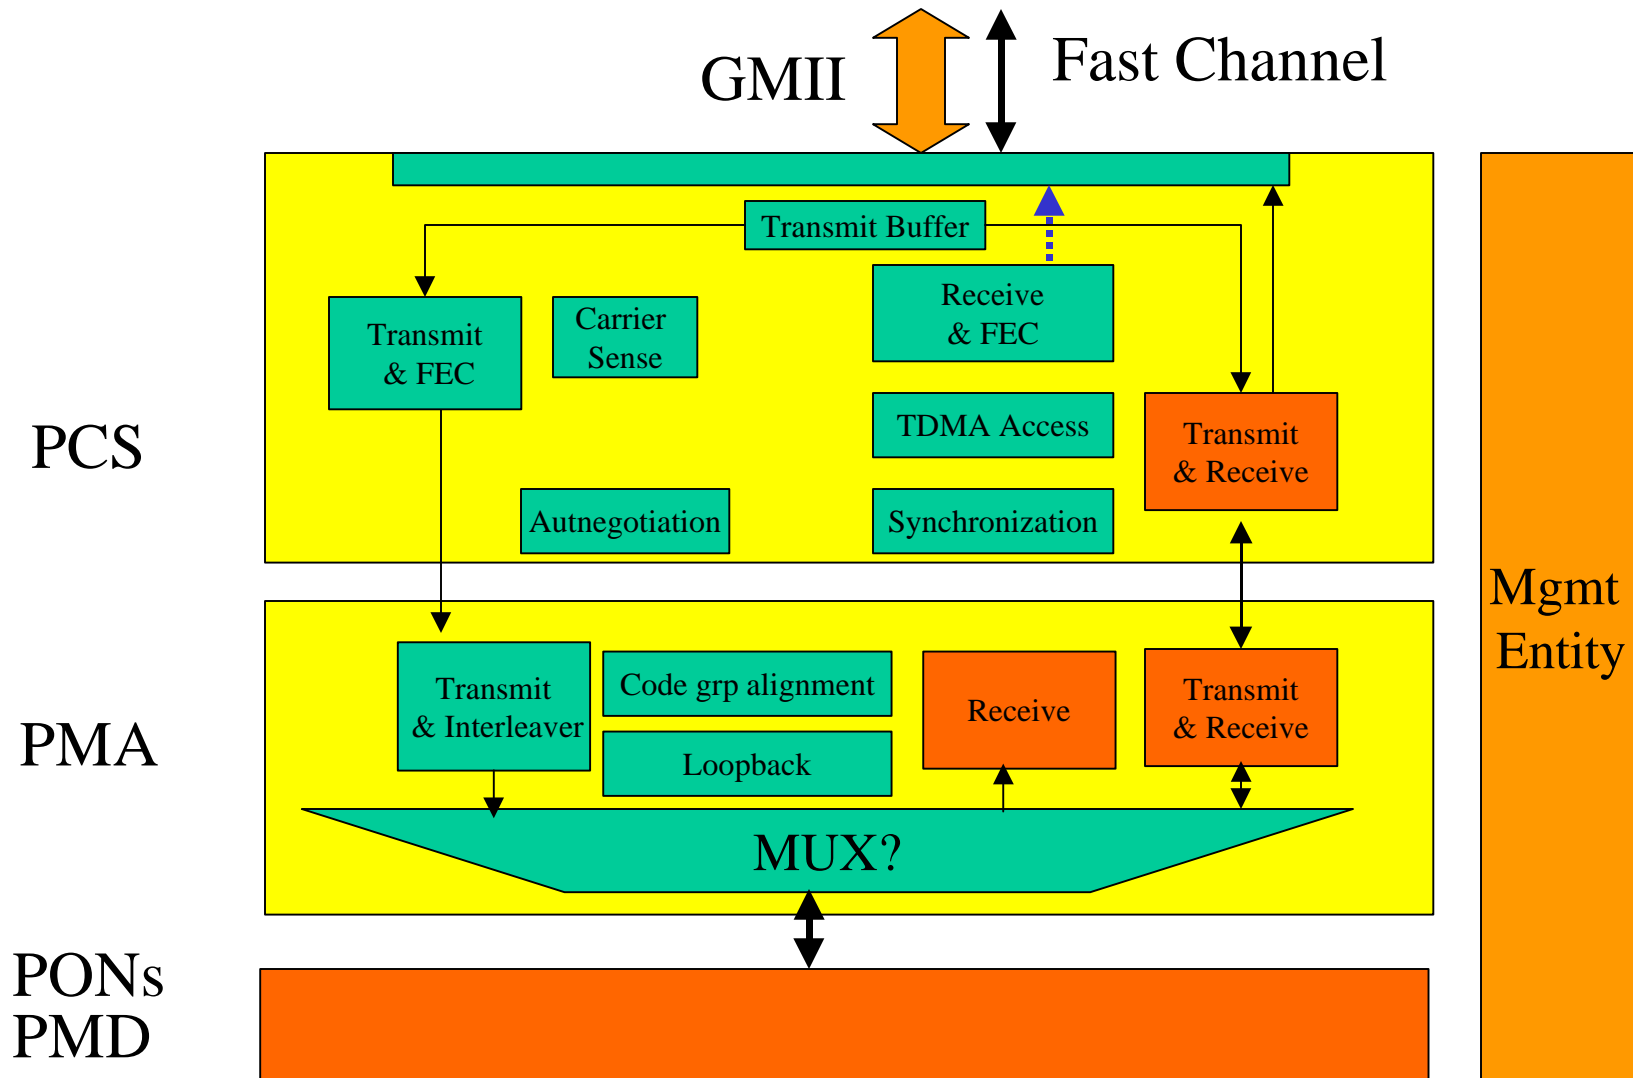 GMII
Fast Channel
Transmit Buffer
Transmit
& FEC
Carrier
Sense
Receive
& FEC
TDMA Access
Transmit
& Receive
PCS
Autnegotiation
Synchronization
Mgmt
Entity
Transmit
& Interleaver
Code grp alignment
Loopback
Receive
Transmit
& Receive
PMA
MUX?
PONs
PMD